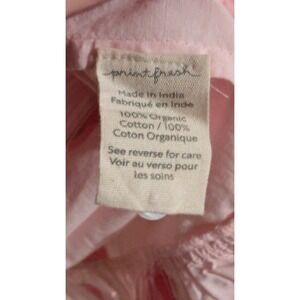 printfresh
Made in India
Fabriqué en Inde
100% Organic
Cotton / 100%
Coton Organique
See reverse for care
Voir au verso pour
les soins